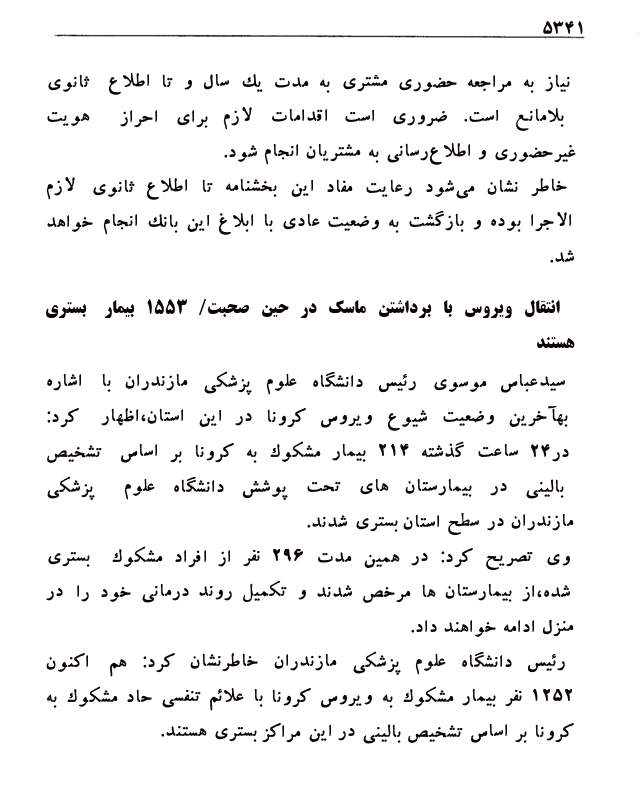 ۵۳۴۱
نیاز به مراجعه حضوری مشتری به مدت یك سال و تا اطلاع ثانوی
بلامانع است. ضروری است اقدامات لازم برای احراز هویت
غیرحضوری و اطلاع‌رسانی به مشتریان انجام شود.
خاطر نشان می‌شود رعایت مفاد این بخشنامه تا اطلاع ثانوی لازم
الاجرا بوده و بازگشت به وضعیت عادی با ابلاغ این بانك انجام خواهد
شد.
انتقال ویروس با برداشتن ماسک در حین صحبت/ ۱۵۵۳ بیمار بستری
هستند
سیدعباس موسوی رئیس دانشگاه علوم پزشکی مازندران با اشاره
بهآخرین وضعیت شیوع ویروس کرونا در این استان،اظهار کرد:
در۲۴ ساعت گذشته ۲۱۴ بیمار مشکوك به کرونا بر اساس تشخیص
بالینی در بیمارستان های تحت پوشش دانشگاه علوم پزشکی
مازندران در سطح استان بستری شدند.
وی تصریح کرد: در همین مدت ۲۹۶ نفر از افراد مشکوك بستری
شده،از بیمارستان ها مرخص شدند و تکمیل روند درمانی خود را در
منزل ادامه خواهند داد.
رئیس دانشگاه علوم پزشکی مازندران خاطرنشان کرد: هم اکنون
۱۲۵۲ نفر بیمار مشکوك به ویروس کرونا با علائم تنفسی حاد مشکوك به
کرونا بر اساس تشخیص بالینی در این مراکز بستری هستند.